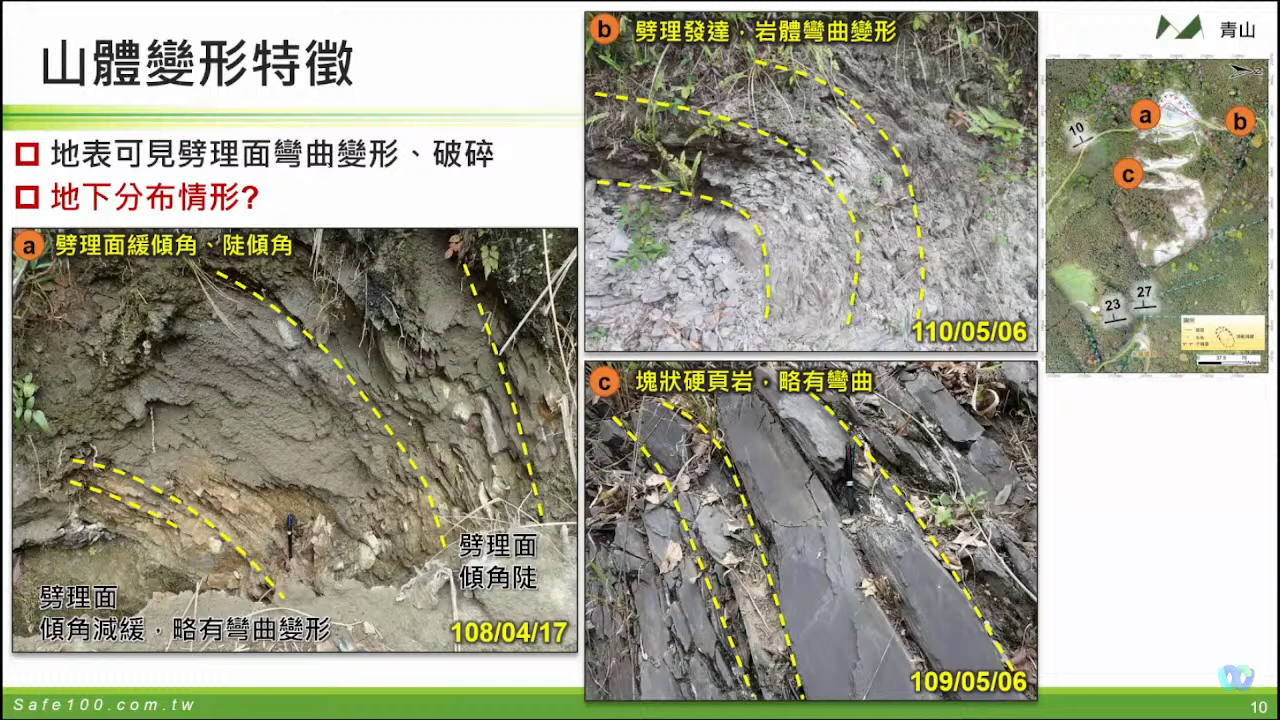 山體變形特徵
青山
地表可見劈理面彎曲變形、破碎
地下分布情形?
a 劈理面緩傾角、陡傾角
劈理面
傾角陡
劈理面
傾角減緩，略有彎曲變形
108/04/17
b 劈理發達，岩體彎曲變形
110/05/06
c 塊狀硬頁岩，略有彎曲
109/05/06
a
b
c
10
23
27
Safe100.com.tw
10